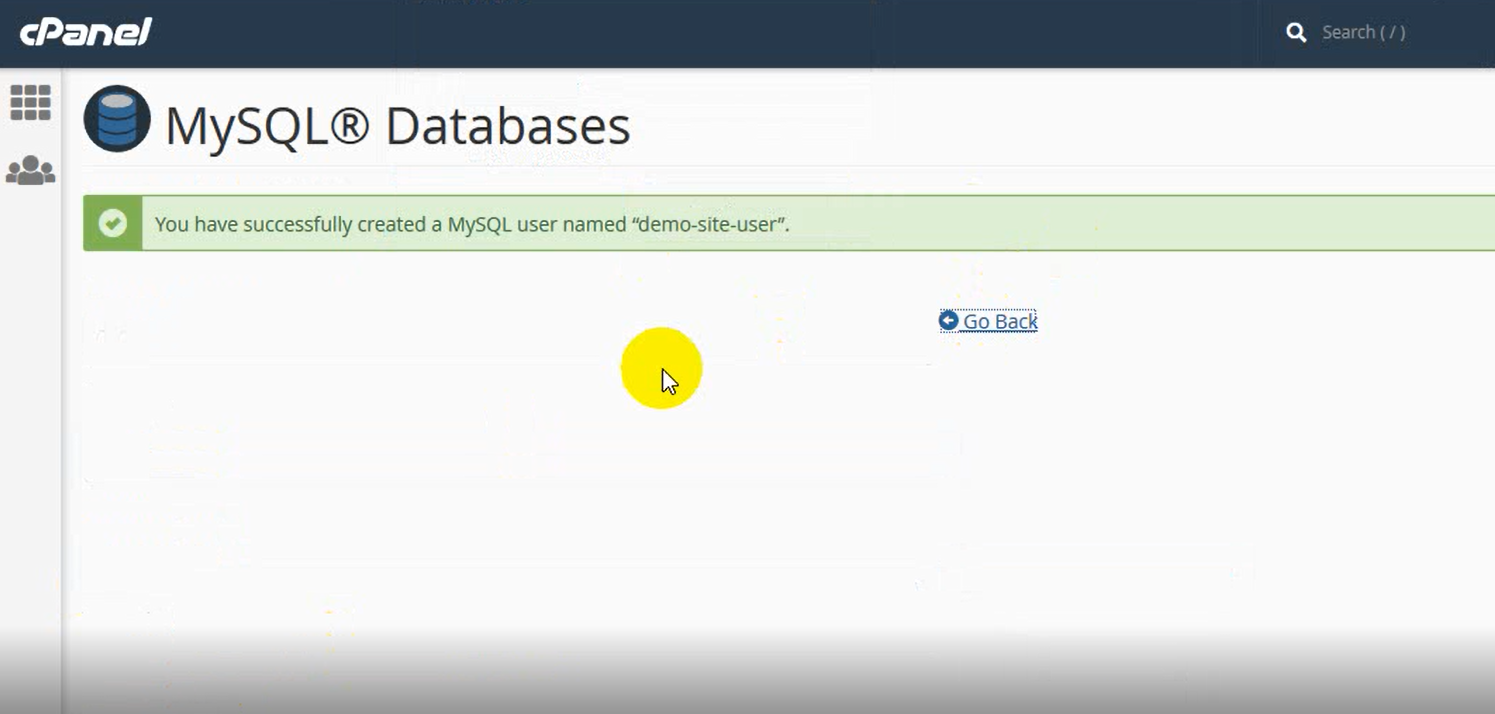 cPanel
Search ( / )
MySQL® Databases
You have successfully created a MySQL user named “demo-site-user”.
Go Back